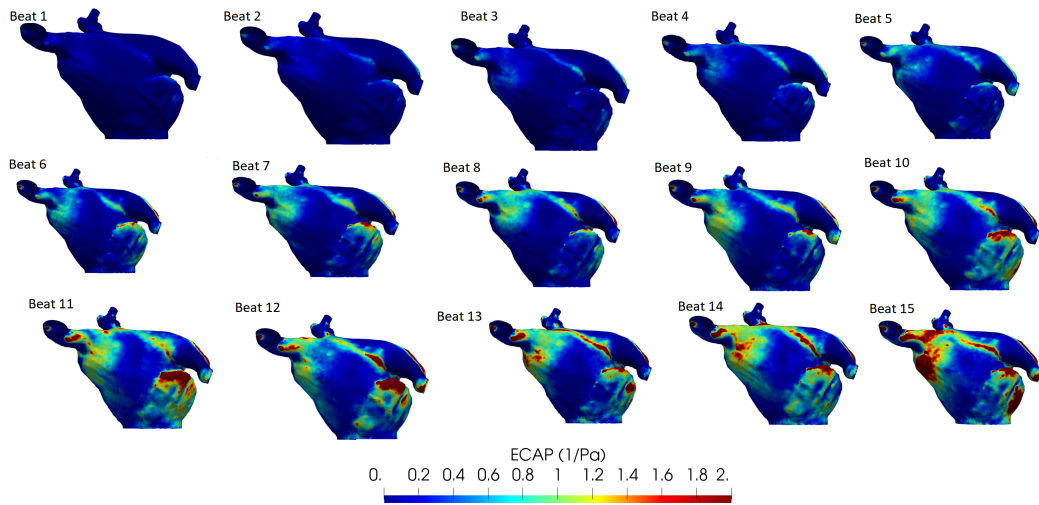 Beat 1
Beat 2
Beat 3
Beat 4
Beat 5
Beat 6
Beat 7
Beat 8
Beat 9
Beat 10
Beat 11
Beat 12
Beat 13
Beat 14
Beat 15
ECAP (1/Pa)
0. 0.2 0.4 0.6 0.8 1 1.2 1.4 1.6 1.8 2.